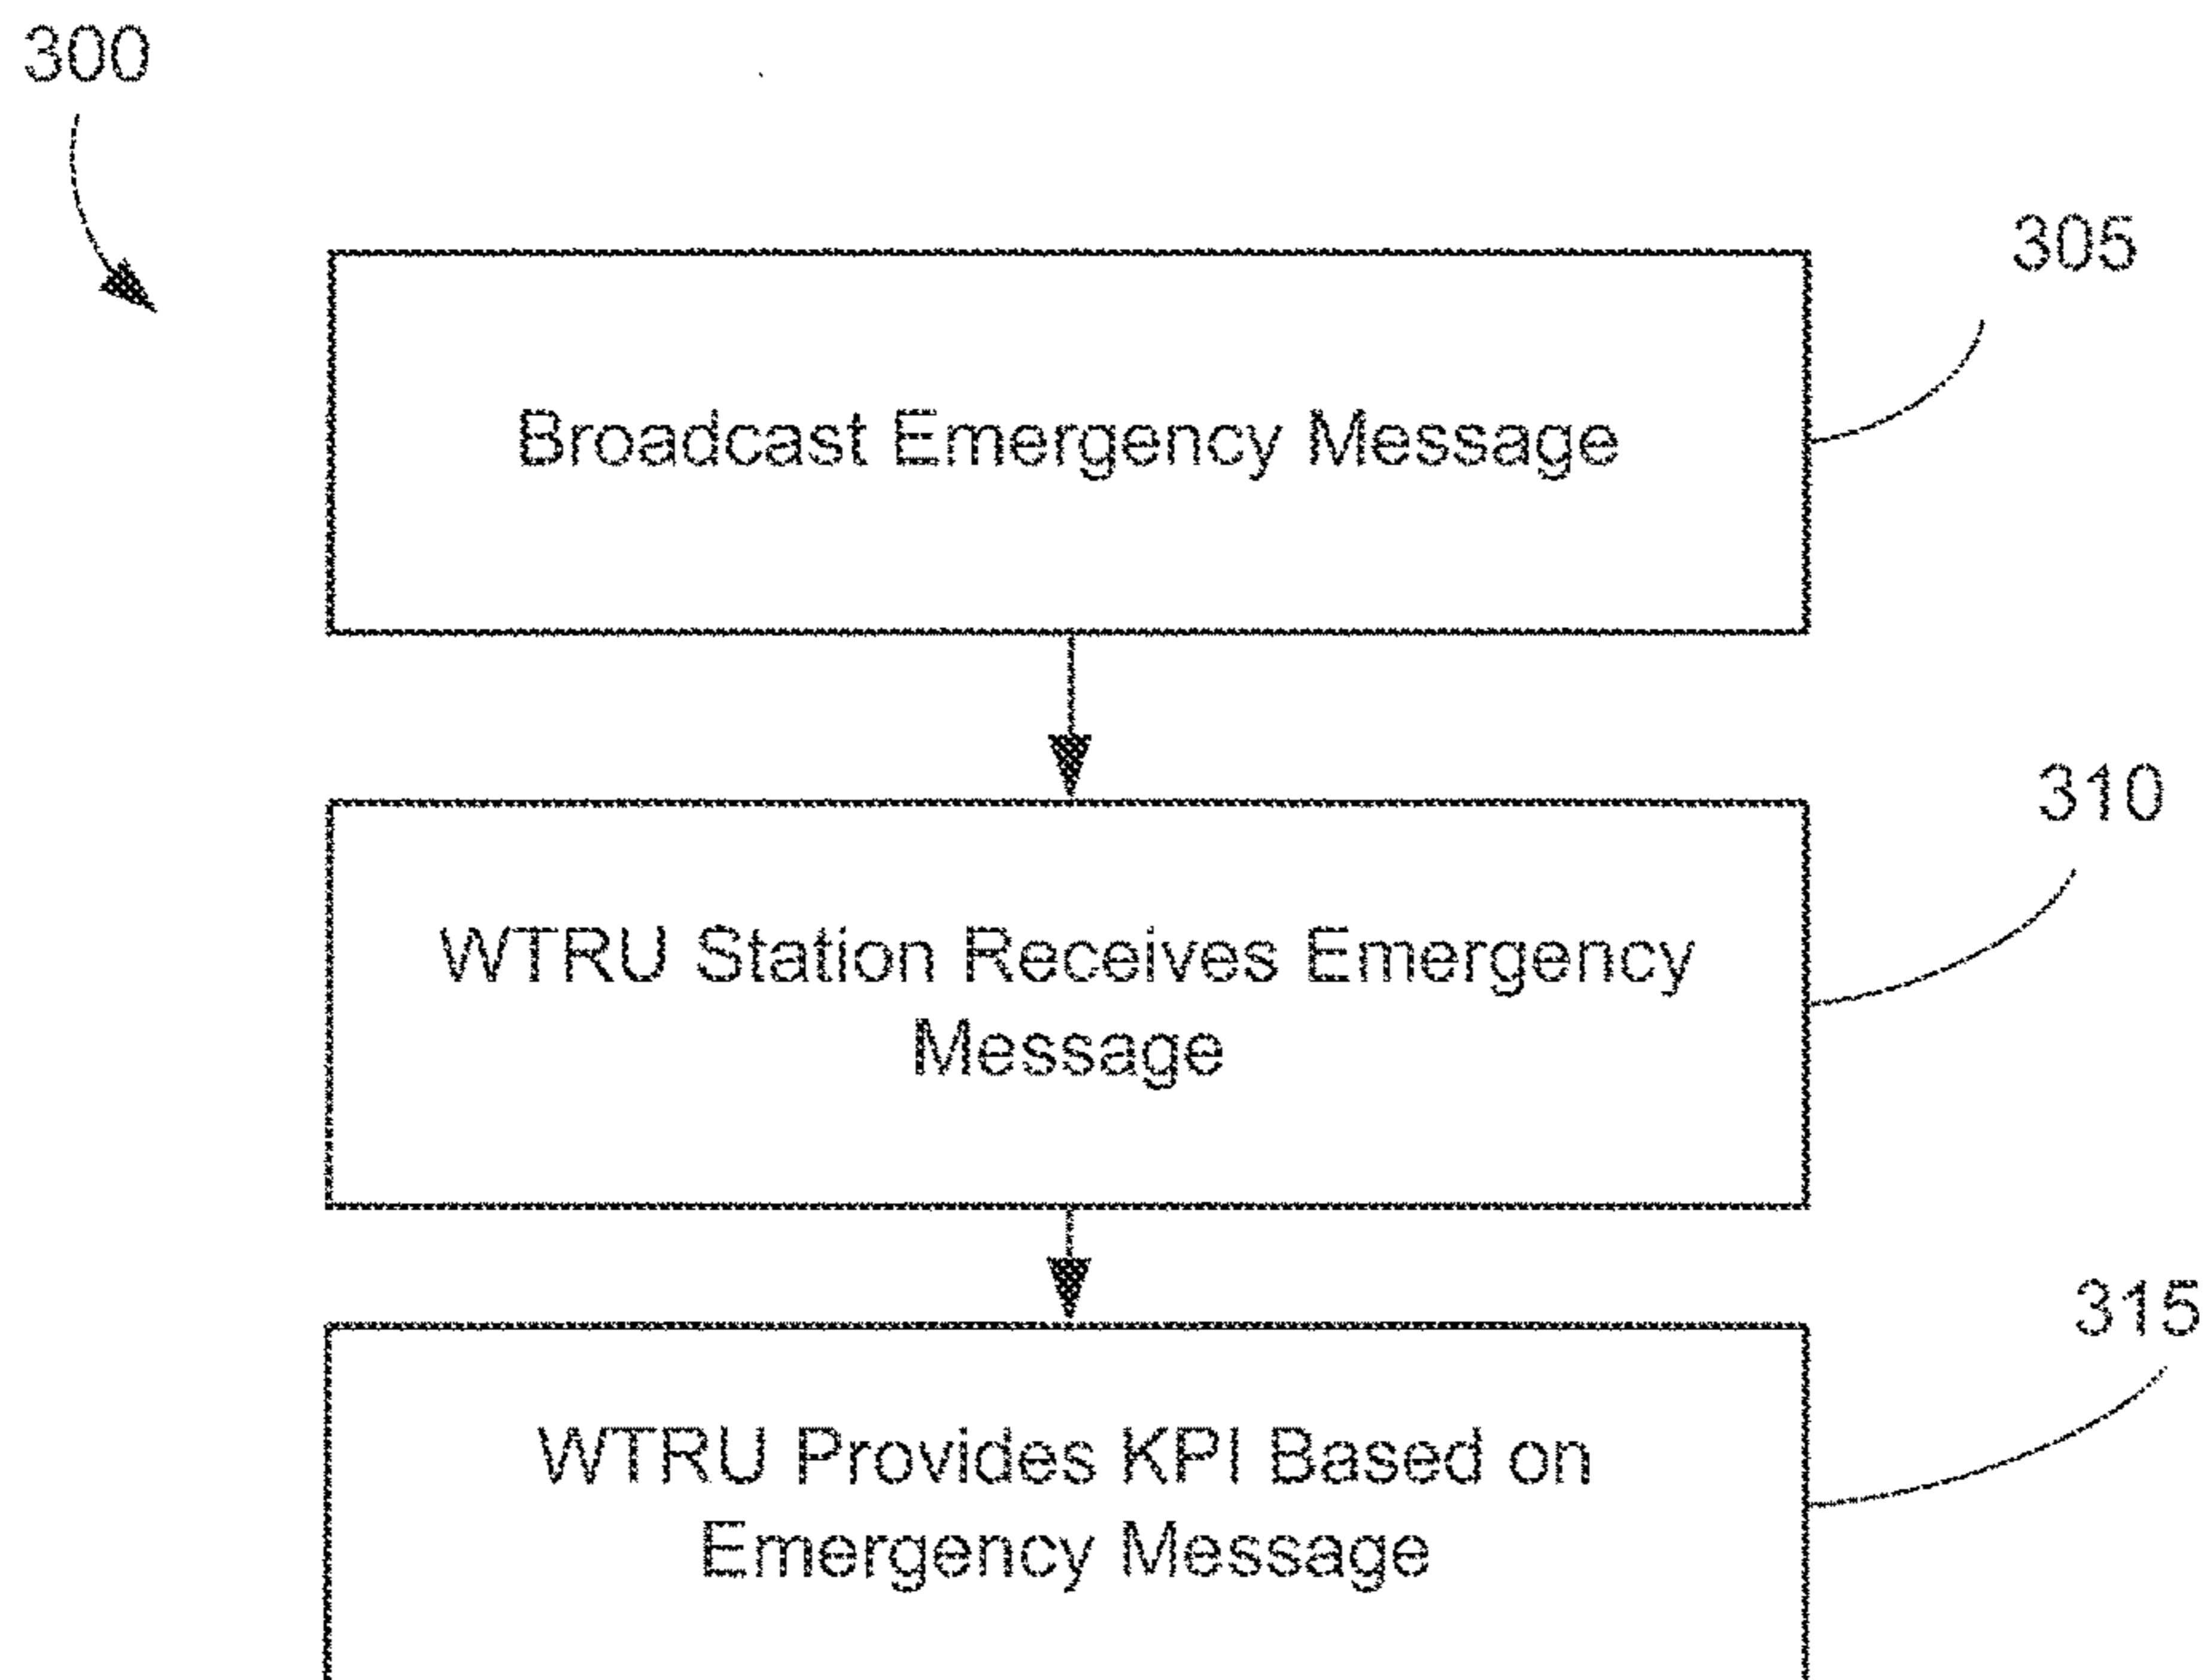 300
305
Broadcast Emergency Message
310
WTRU Station Receives Emergency
Message
315
WTRU Provides KPI Based on
Emergency Message